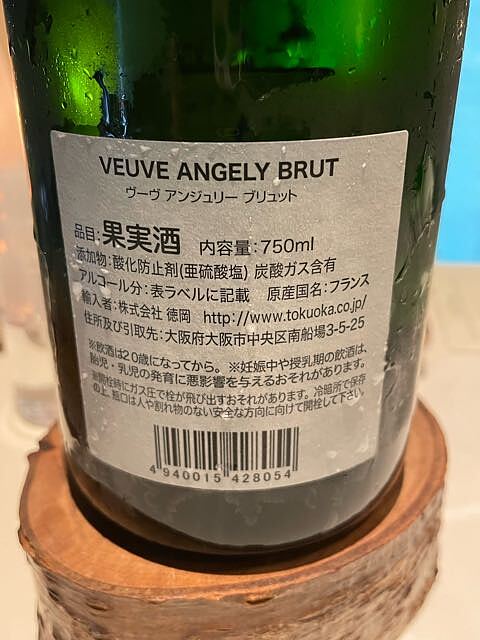 VEUVE ANGELY BRUT
ヴーヴ アンジュリー ブリュット
品目:果実酒 内容量:750ml
添加物:酸化防止剤(亜硫酸塩) 炭酸ガス含有
アルコール分:表ラベルに記載 原産国名:フランス
輸入者:株式会社 徳岡 http://www.tokuoka.co.jp/
住所及び引取先:大阪府大阪市中央区南船場3-5-25
※飲酒は20歳になってから。※妊娠中や授乳期の飲酒は、
胎児・乳児の発育に悪影響を与えるおそれがあります。
※開栓時にガス圧で栓が飛び出すおそれがあります。冷暗所で保存
の上、瓶口は人や割れ物のない安全な方向に向けて開栓して下さい。
4 940015 428054